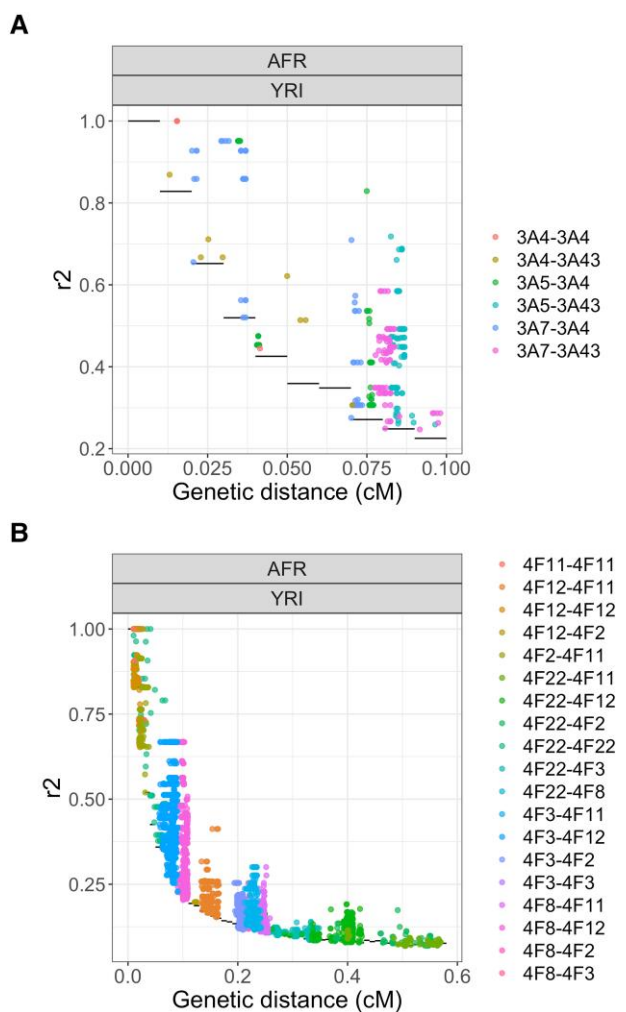 A
AFR
YRI
1.0
0.8
0.6
0.4
0.2
r2
0.000
0.025
0.050
0.075
0.100
Genetic distance (cM)
3A4-3A4
3A4-3A43
3A5-3A4
3A5-3A43
3A7-3A4
3A7-3A43
B
AFR
YRI
1.00
0.75
0.50
0.25
r2
0.0
0.2
0.4
0.6
Genetic distance (cM)
4F11-4F11
4F12-4F11
4F12-4F12
4F12-4F2
4F2-4F11
4F22-4F11
4F22-4F12
4F22-4F2
4F22-4F22
4F22-4F3
4F22-4F8
4F3-4F11
4F3-4F12
4F3-4F2
4F3-4F3
4F8-4F11
4F8-4F12
4F8-4F2
4F8-4F3